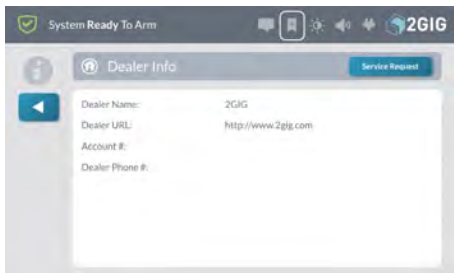 System Ready To Arm
2GIG
Dealer Info
Service Request
Dealer Name: 2GIG
Dealer URL: http://www.2gig.com
Account #:
Dealer Phone #: